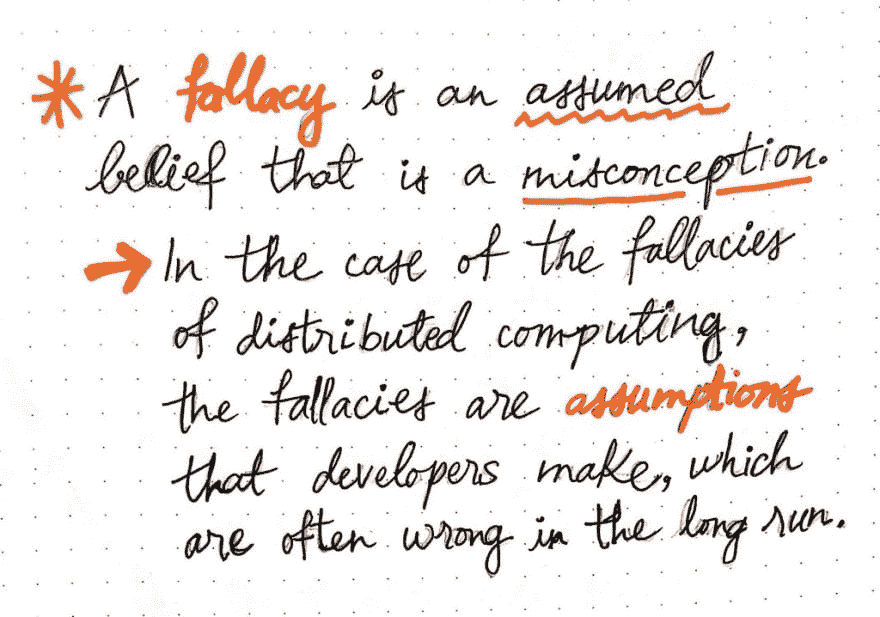 * A fallacy is an assumed
belief that is a misconception.
→ In the case of the fallacies
of distributed computing,
the fallacies are assumptions
that developers make, which
are often wrong in the long run.